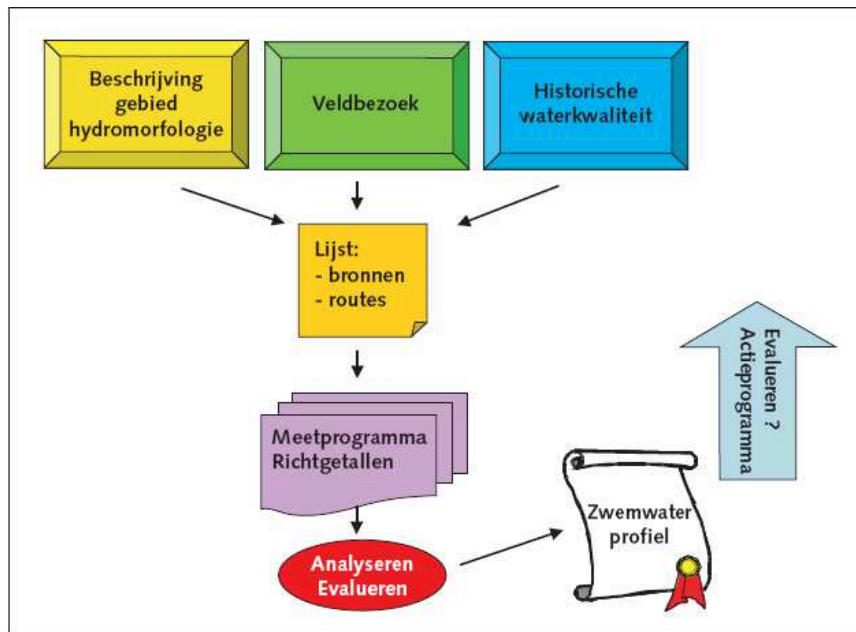 Beschrijving
gebied
hydromorfologie
Veldbezoek
Historische
waterkwaliteit
Lijst:
- bronnen
- routes
Meetprogramma
Richtgetallen
Analyseren
Evalueren
Zwemwater
profiel
Evalueren ?
Actieprogramma